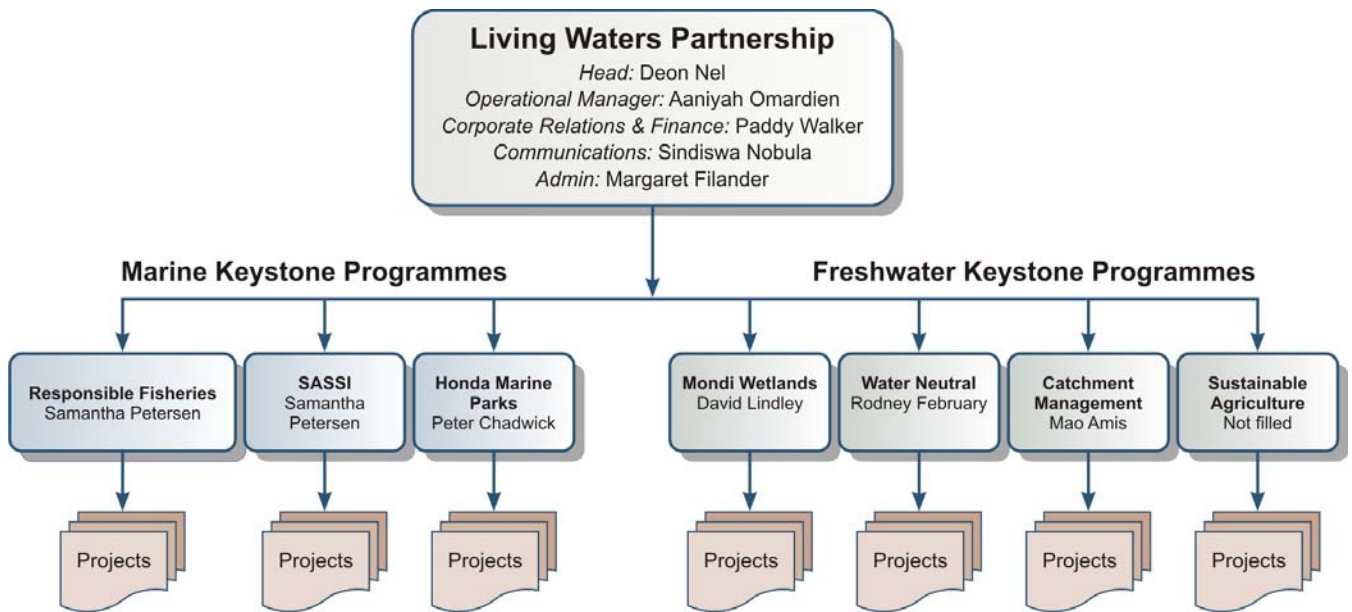 Living Waters Partnership
Head: Deon Nel
Operational Manager: Aaniyah Omardien
Corporate Relations & Finance: Paddy Walker
Communications: Sindiswa Nobula
Admin: Margaret Filander
Marine Keystone Programmes
Freshwater Keystone Programmes
Responsible Fisheries
Samantha Petersen
SASSI
Samantha
Petersen
Honda Marine
Parks
Peter Chadwick
Mondi Wetlands
David Lindley
Water Neutral
Rodney February
Catchment
Management
Mao Amis
Sustainable
Agriculture
Not filled
Projects
Projects
Projects
Projects
Projects
Projects
Projects